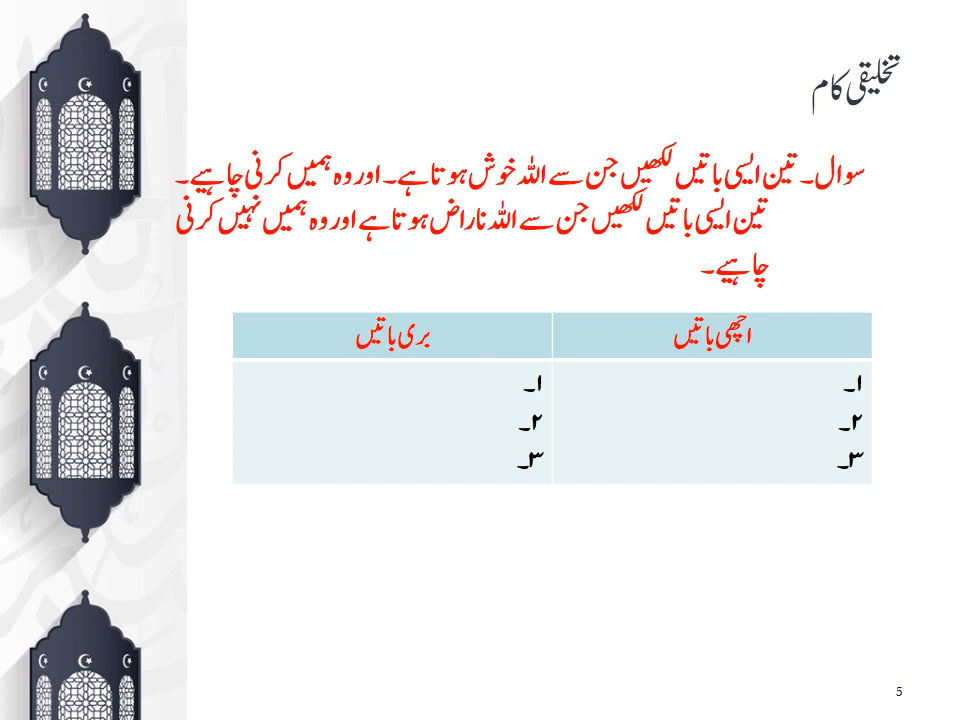 تخلیقی کام
سوال۔ تین ایسی باتیں لکھیں جن سے اللہ خوش ہوتا ہے۔ اور وہ ہمیں کرنی چاہیے۔
تین ایسی باتیں لکھیں جن سے اللہ ناراض ہوتا ہے اور وہ ہمیں نہیں کرنی
چاہیے۔
اچھی باتیں
بری باتیں
۱۔
۲۔
۳۔
۱۔
۲۔
۳۔
5